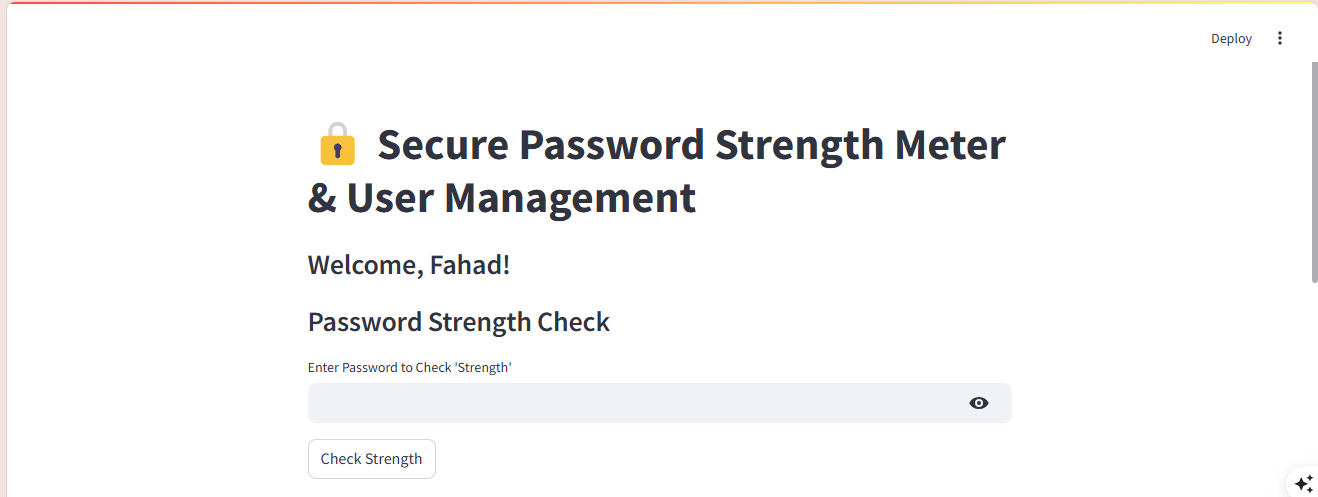 Deploy
🔒 Secure Password Strength Meter
& User Management
Welcome, Fahad!
Password Strength Check
Enter Password to Check 'Strength'
Check Strength